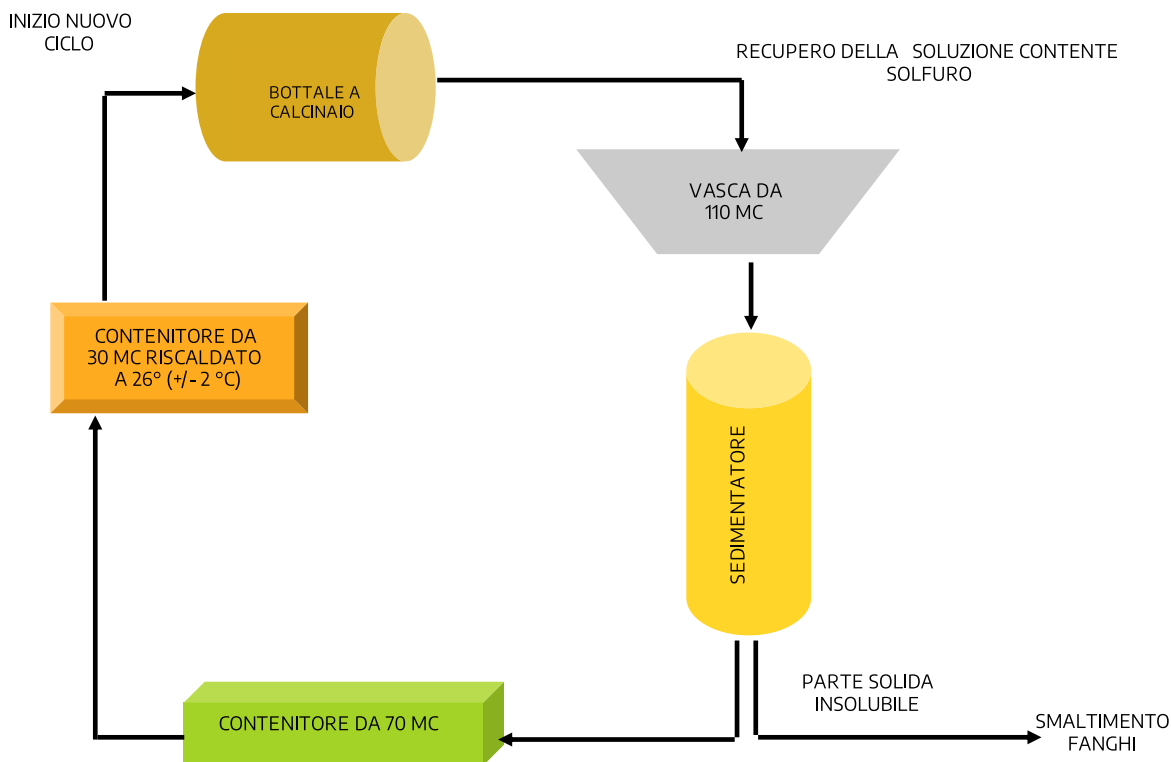 INIZIO NUOVO
CICLO
BOTTALE A
CALCINAIO
RECUPERO DELLA SOLUZIONE CONTENTE
SOLFURO
VASCA DA
110 MC
CONTENITORE DA
30 MC RISCALDATO
A 26° (+/- 2 °C)
SEDIMENTATORE
CONTENITORE DA 70 MC
PARTE SOLIDA
INSOLUBILE
SMALTIMENTO
FANGHI